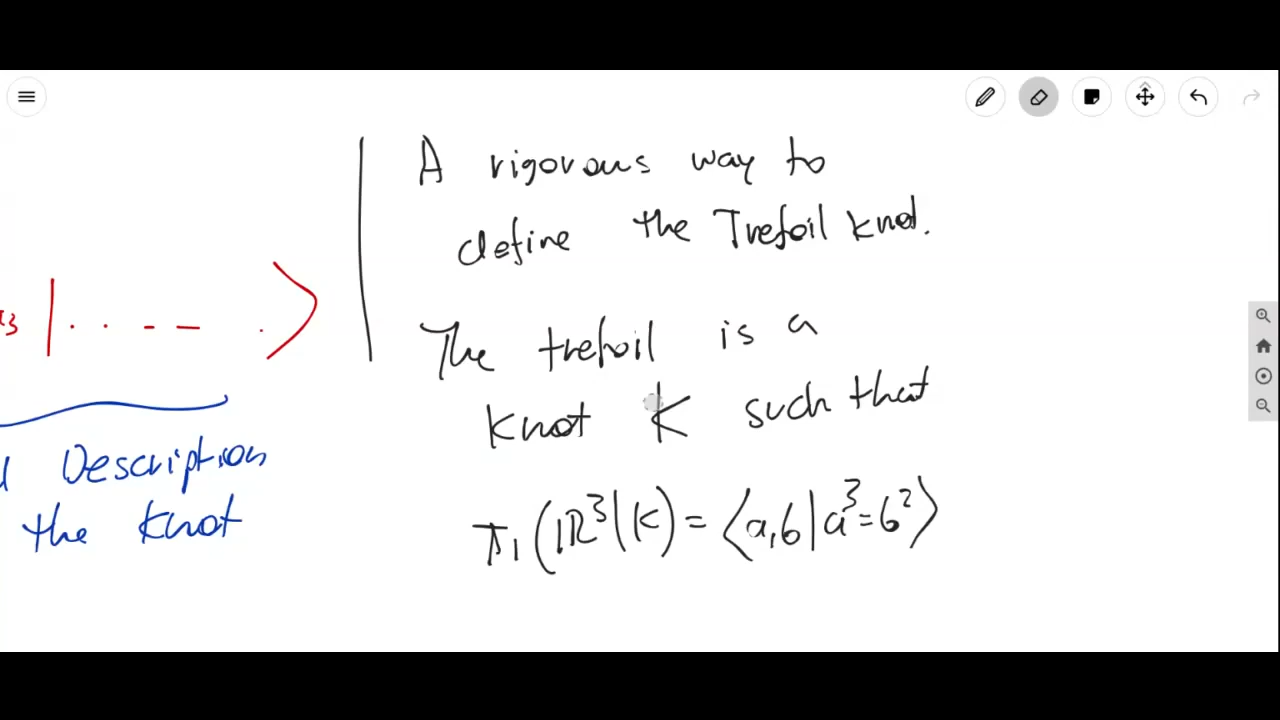 A rigorous way to
define the Trefoil knot.
The trefoil is a
knot K such that
π₁(ℝ³\K) = ⟨a,b|a³=b²⟩
3 | . . - - . ⟩
Description
the knot